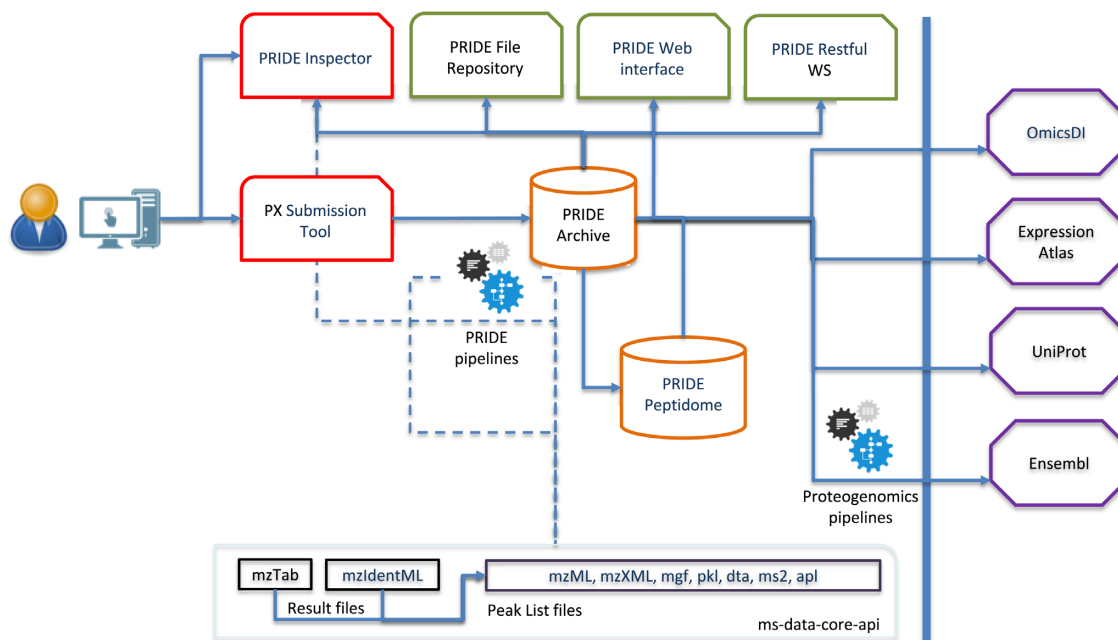 PRIDE Inspector
PRIDE File
Repository
PRIDE Web
interface
PRIDE Restful
WS
OmicsDI
PX Submission
Tool
PRIDE
Archive
Expression
Atlas
PRIDE
pipelines
UniProt
PRIDE
Peptidome
Ensembl
Proteogenomics
pipelines
mzTab
mzIdentML
mzML, mzXML, mgf, pkl, dta, ms2, apl
Result files
Peak List files
ms-data-core-api